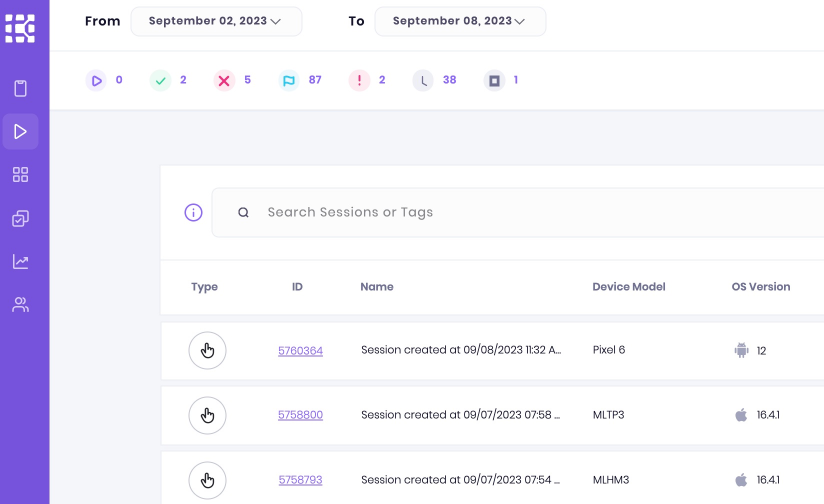 From September 02, 2023 To September 08, 2023
0 2 5 87 2 38 1
Search Sessions or Tags
Type ID Name Device Model OS Version
5760364 Session created at 09/08/2023 11:32 A... Pixel 6 12
5758800 Session created at 09/07/2023 07:58 ... MLTP3 16.4.1
5758793 Session created at 09/07/2023 07:54 ... MLHM3 16.4.1